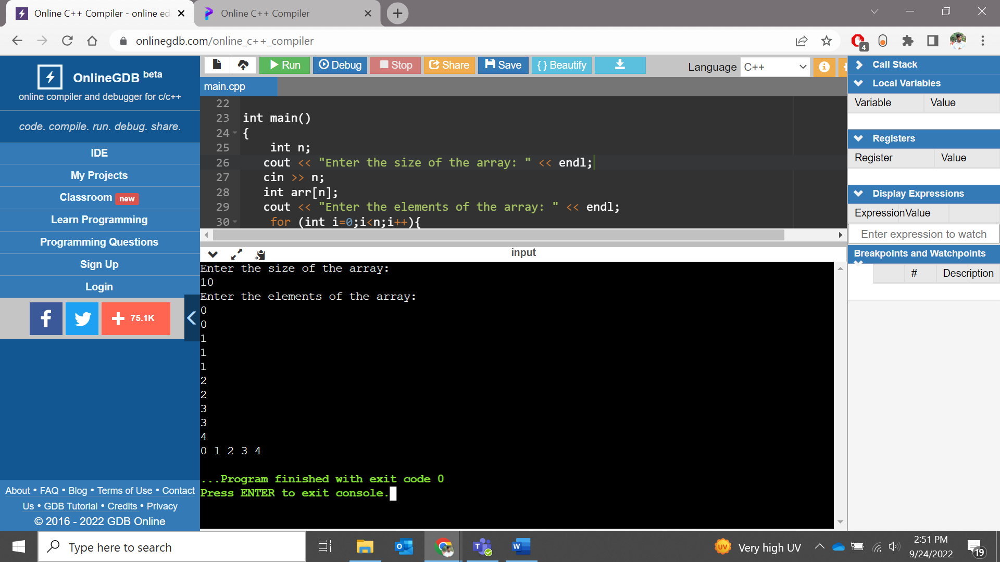 Online C++ Compiler - online ed
Online C++ Compiler
onlinegdb.com/online_c++_compiler
4
OnlineGDB beta
online compiler and debugger for c/c++
code. compile. run. debug. share.
IDE
My Projects
Classroom new
Learn Programming
Programming Questions
Sign Up
Login
75.1K
About • FAQ • Blog • Terms of Use • Contact
Us • GDB Tutorial • Credits • Privacy
© 2016 - 2022 GDB Online
Run
Debug
Stop
Share
Save
{ } Beautify
Language C++
main.cpp
22
23 int main()
24 {
25 int n;
26 cout << "Enter the size of the array: " << endl;
27 cin >> n;
28 int arr[n];
29 cout << "Enter the elements of the array: " << endl;
30 for (int i=0;i<n;i++){
input
Enter the size of the array:
10
Enter the elements of the array:
0
0
1
1
1
2
2
3
3
4
0 1 2 3 4
...Program finished with exit code 0
Press ENTER to exit console.
Call Stack
Local Variables
Variable Value
Registers
Register Value
Display Expressions
Expression Value
Enter expression to watch
Breakpoints and Watchpoints
# Description
Type here to search
UV
Very high UV
2:51 PM
9/24/2022
19